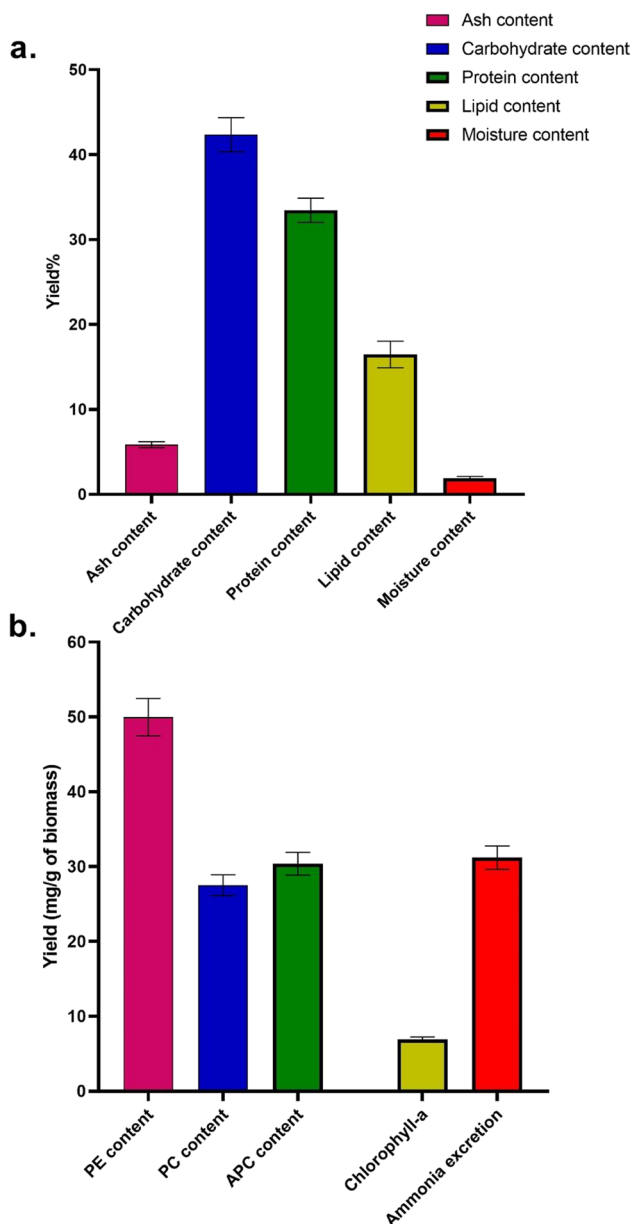 a.
Ash content
Carbohydrate content
Protein content
Lipid content
Moisture content
Yield%
50
40
30
20
10
0
Ash content
Carbohydrate content
Protein content
Lipid content
Moisture content
b.
Yield (mg/g of biomass)
60
50
40
30
20
10
0
PE content
PC content
APC content
Chlorophyll-a
Ammonia excretion